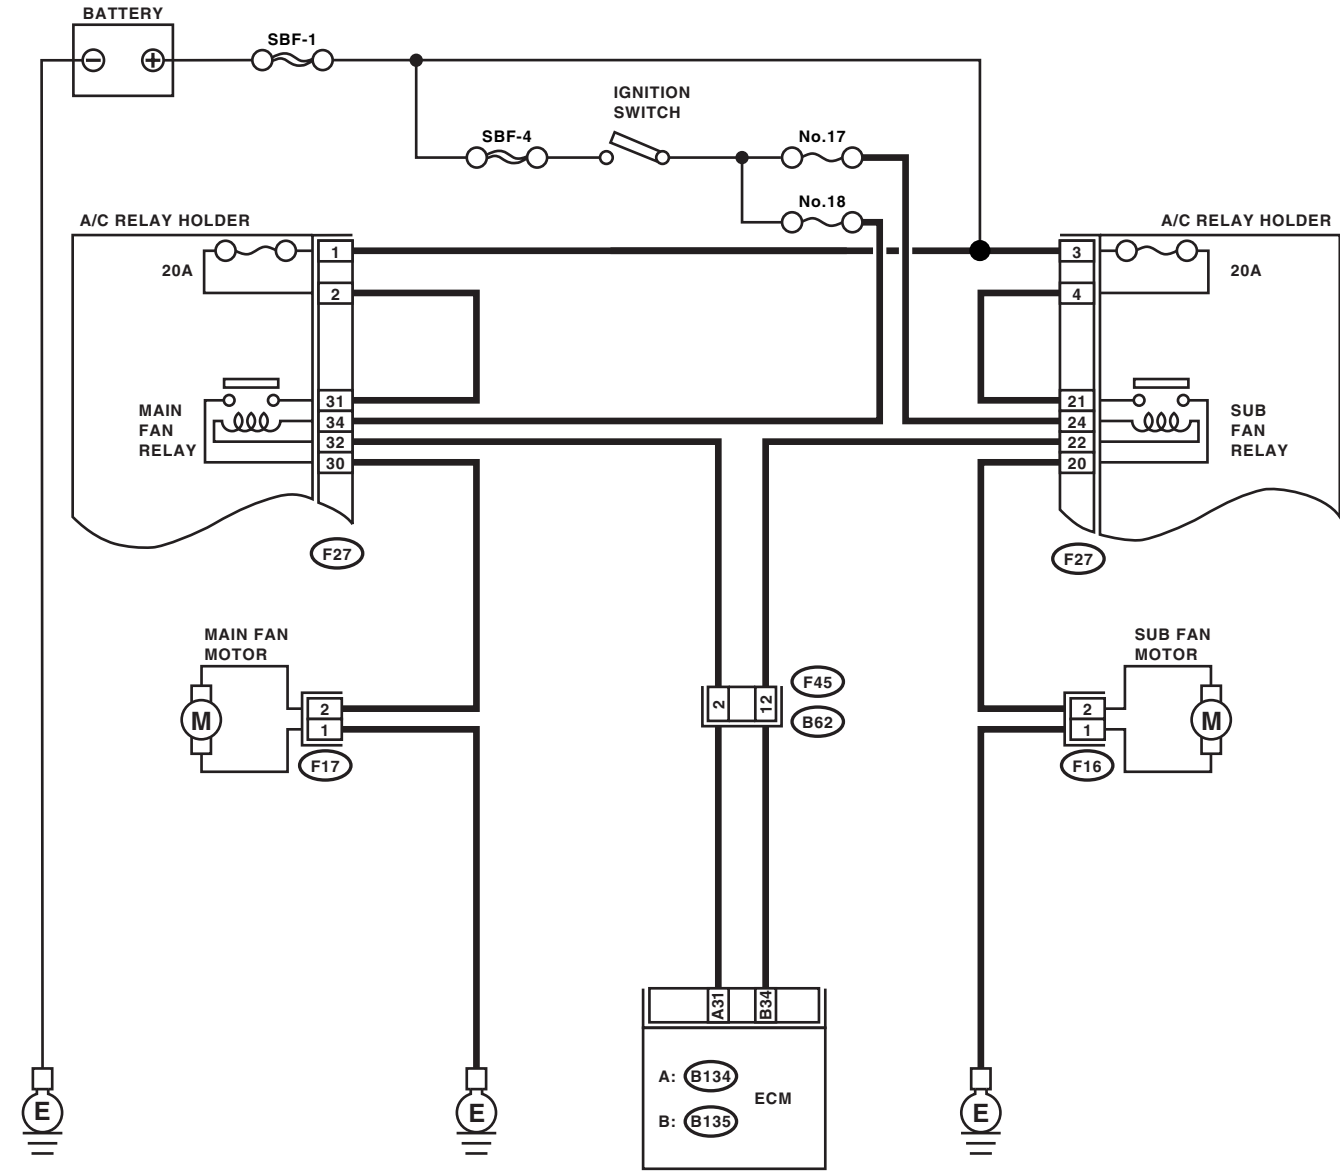 BATTERY
SBF-1
− +
IGNITION
SWITCH
SBF-4
No.17
No.18
A/C RELAY HOLDER
A/C RELAY HOLDER
1
3
20A
20A
2
4
31
21
MAIN
FAN
RELAY
34
32
30
24
22
20
SUB
FAN
RELAY
F27
F27
MAIN FAN
MOTOR
SUB FAN
MOTOR
F45
2 12
B62
M
2
1
F17
2
1
M
F16
A31 B34
A: B134
ECM
B: B135
E
E
E